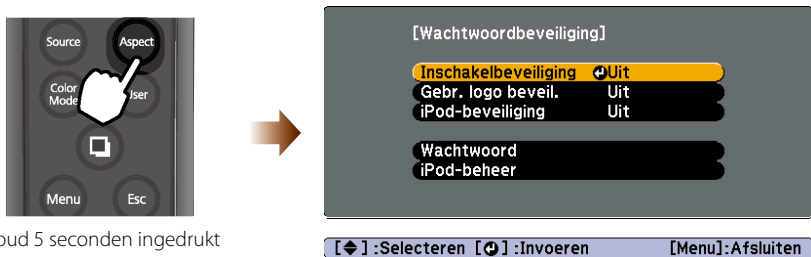 Source Aspect
Color Mode User
Menu Esc
5 seconden ingedrukt
[Wachtwoordbeveiliging]
Inschakelbeveiliging Uit
Gebr. logo beveil. Uit
iPod-beveiliging Uit
Wachtwoord
iPod-beheer
[ ] :Selecteren [ ] :Invoeren [Menu]:Afsluiten